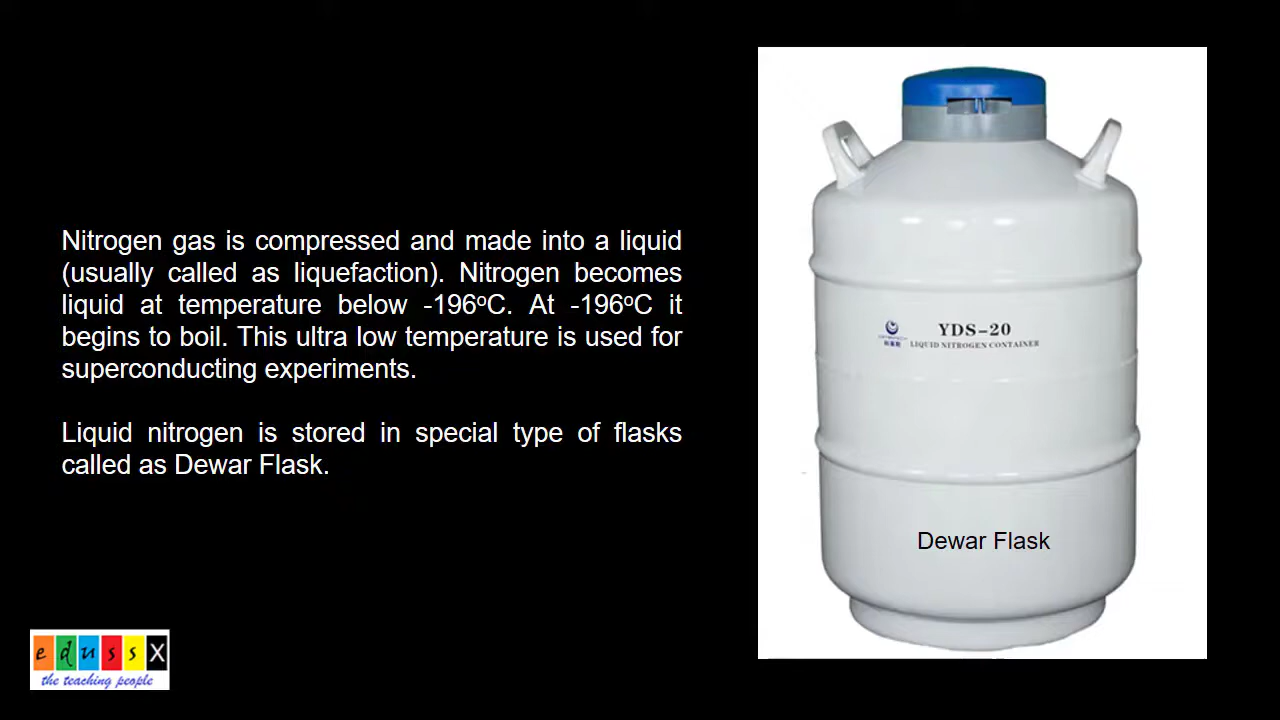 Nitrogen gas is compressed and made into a liquid
(usually called as liquefaction). Nitrogen becomes
liquid at temperature below -196ºC. At -196ºC it
begins to boil. This ultra low temperature is used for
superconducting experiments.
Liquid nitrogen is stored in special type of flasks
called as Dewar Flask.
YDS-20
LIQUID NITROGEN CONTAINER
Dewar Flask
edussx
the teaching people